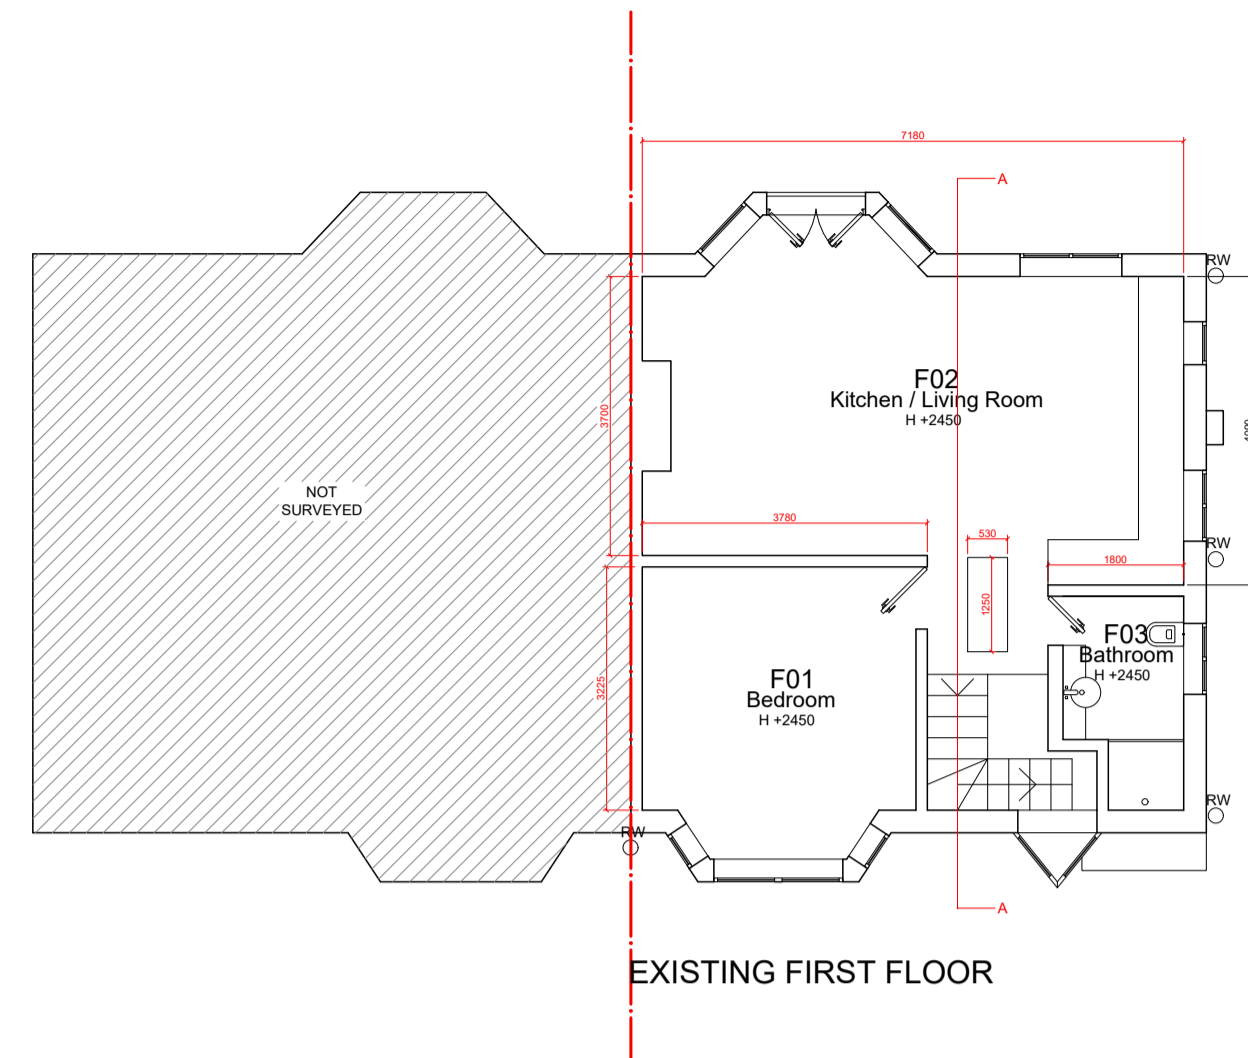 7180
A
RW
F02
Kitchen / Living Room
H +2450
3700
NOT
SURVEYED
3780
530
RW
1800
1250
F03
Bathroom
H +2450
F01
Bedroom
H +2450
3225
RW
RW
A
EXISTING FIRST FLOOR